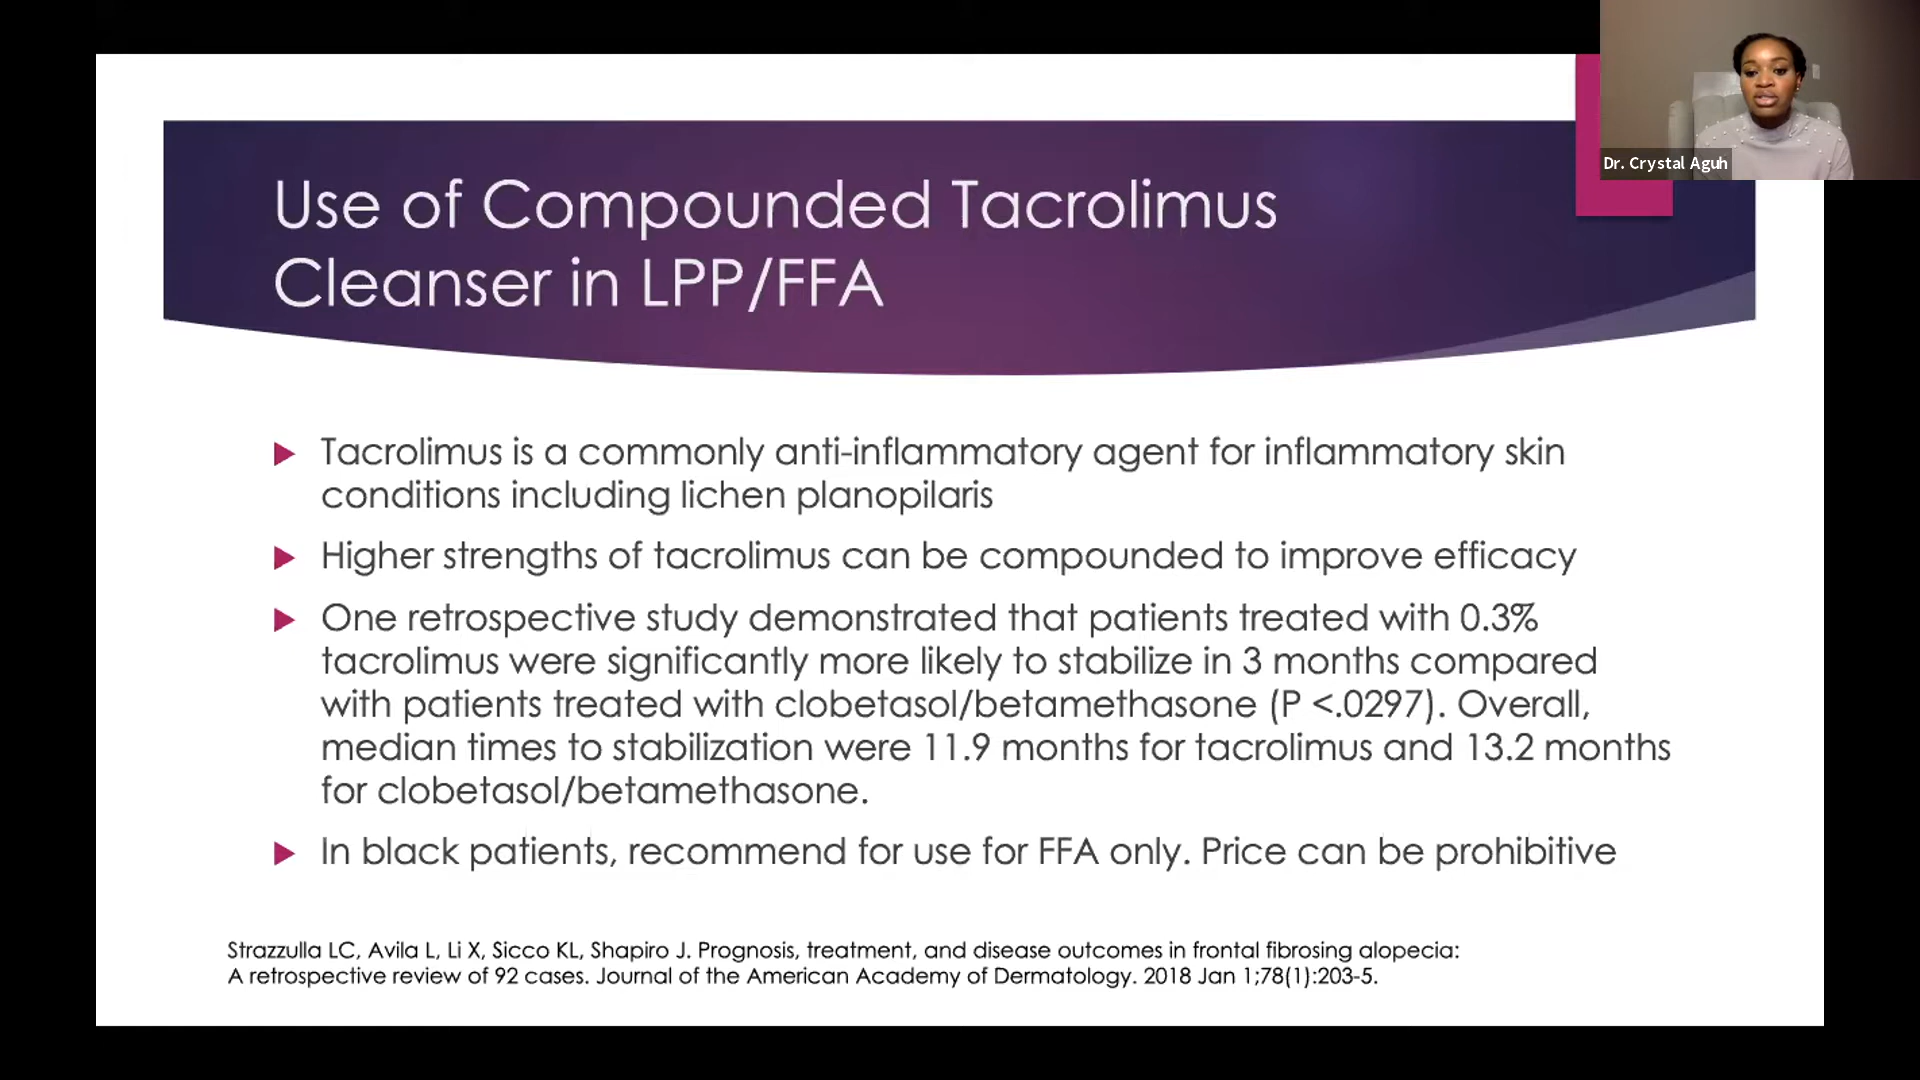 Dr. Crystal Aguh
Use of Compounded Tacrolimus
Cleanser in LPP/FFA
Tacrolimus is a commonly anti-inflammatory agent for inflammatory skin
conditions including lichen planopilaris
Higher strengths of tacrolimus can be compounded to improve efficacy
One retrospective study demonstrated that patients treated with 0.3%
tacrolimus were significantly more likely to stabilize in 3 months compared
with patients treated with clobetasol/betamethasone (P <.0297). Overall,
median times to stabilization were 11.9 months for tacrolimus and 13.2 months
for clobetasol/betamethasone.
In black patients, recommend for use for FFA only. Price can be prohibitive
Strazzulla LC, Avila L, Li X, Sicco KL, Shapiro J. Prognosis, treatment, and disease outcomes in frontal fibrosing alopecia:
A retrospective review of 92 cases. Journal of the American Academy of Dermatology. 2018 Jan 1;78(1):203-5.